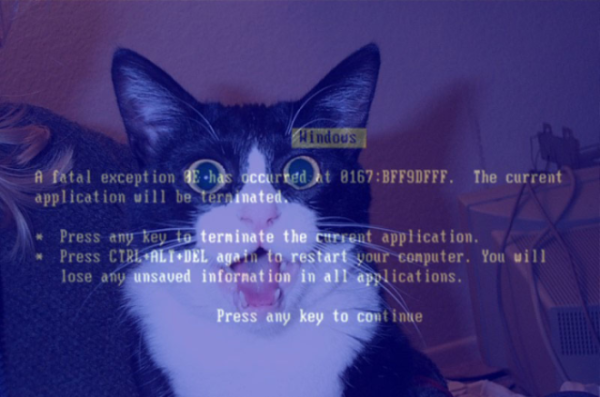 Windows
A fatal exception 0E has occurred at 0167:BFF9DFFF. The current
application will be terminated.
* Press any key to terminate the current application.
* Press CTRL+ALT+DEL again to restart your computer. You will
lose any unsaved information in all applications.
Press any key to continue